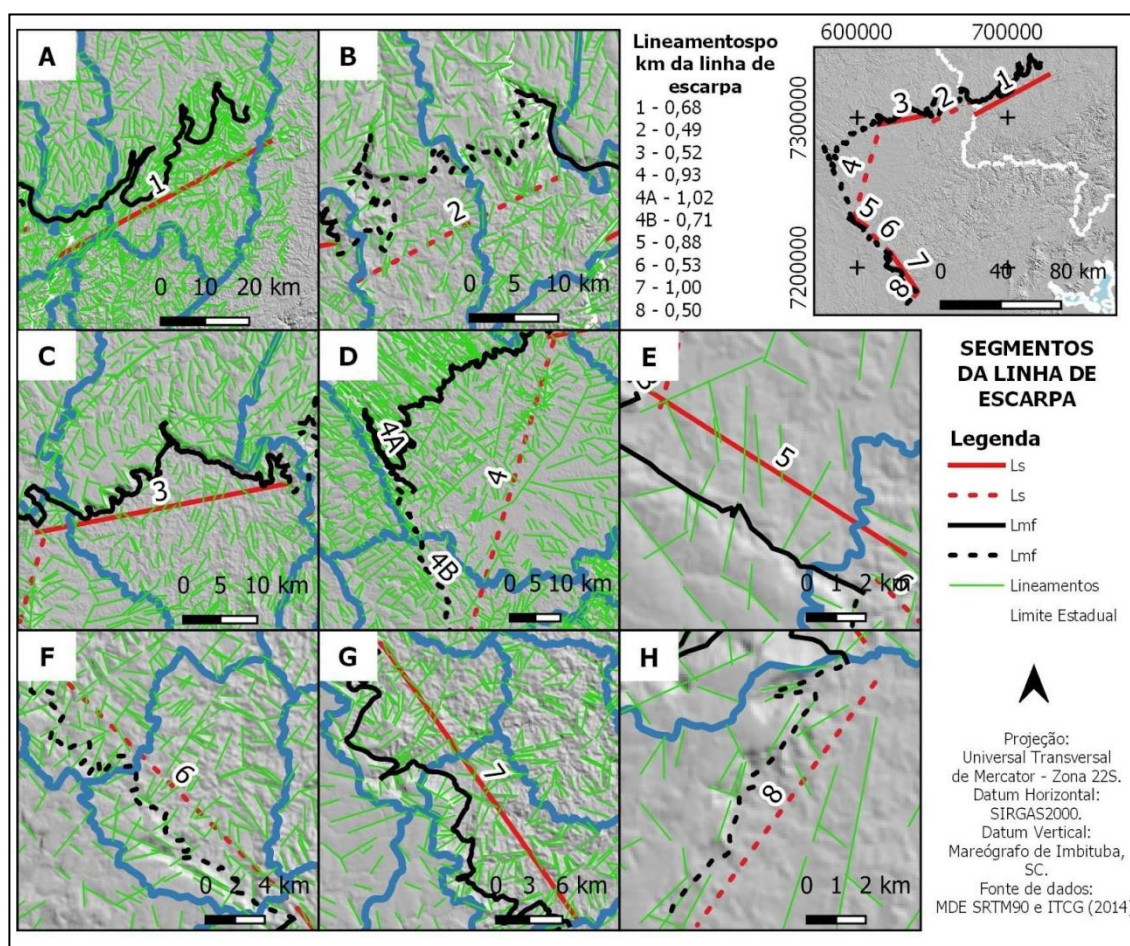 A
1
0 10 20 km
B
2
0 5 10 km
Lineamentospo
km da linha de
escarpa
1 - 0,68
2 - 0,49
3 - 0,52
4 - 0,93
4A - 1,02
4B - 0,71
5 - 0,88
6 - 0,53
7 - 1,00
8 - 0,50
600000 7000000
7300000
7200000
1
2
3
4
5
6
7
8
0 40 80 km
C
3
0 5 10 km
D
4A
4
4B
0 5 10 km
E
5
6
0 1 2 km
F
6
0 2 4 km
G
7
0 3 6 km
H
8
0 1 2 km
SEGMENTOS
DA LINHA DE
ESCARPA
Legenda
Ls
Ls
Lmf
Lmf
Lineamentos
Limite Estadual
Projeção:
Universal Transversal
de Mercator - Zona 22S.
Datum Horizontal:
SIRGAS2000.
Datum Vertical:
Mareógrafo de Imbituba,
SC.
Fonte de dados:
MDE SRTM90 e ITCG (2014)